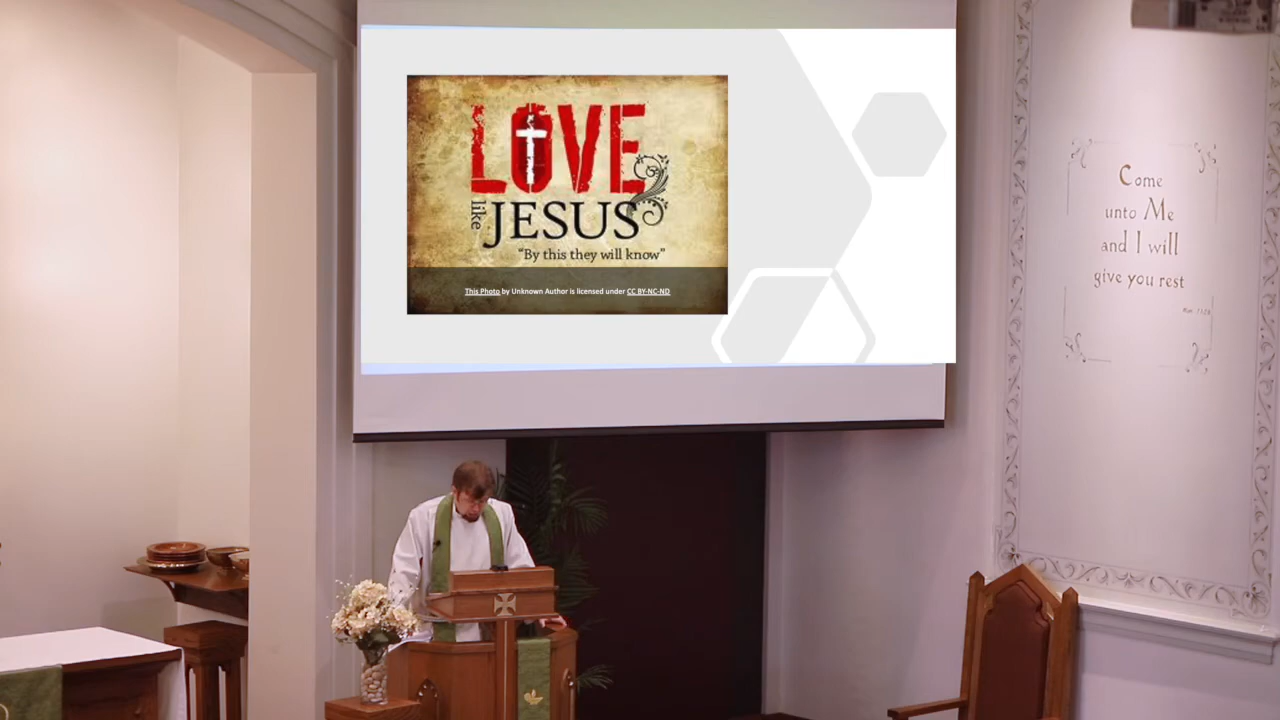 LOVE
like JESUS
“By this they will know”
This Photo by Unknown Author is licensed under CC BY-NC-ND
Come
unto Me
and I will
give you rest